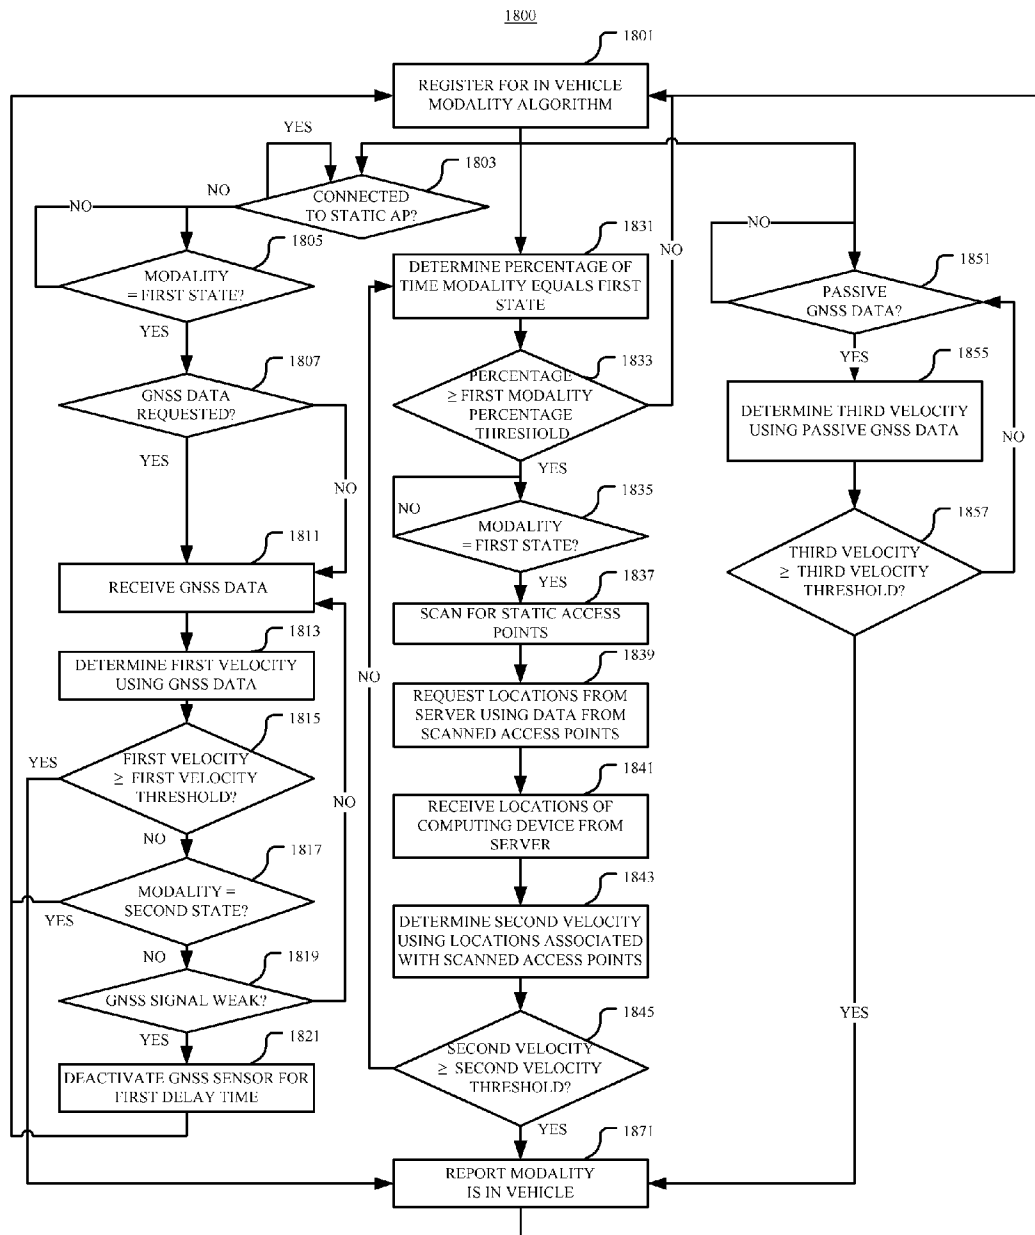 1800
1801
REGISTER FOR IN VEHICLE
MODALITY ALGORITHM
YES
1803
NO
CONNECTED
TO STATIC AP?
NO
1805
MODALITY
= FIRST STATE?
YES
1807
GNSS DATA
REQUESTED?
YES
NO
1811
RECEIVE GNSS DATA
1813
DETERMINE FIRST VELOCITY
USING GNSS DATA
1815
YES
FIRST VELOCITY
≥ FIRST VELOCITY
THRESHOLD?
NO
NO
1817
MODALITY =
SECOND STATE?
YES
NO
1819
GNSS SIGNAL WEAK?
YES
1821
DEACTIVATE GNSS SENSOR FOR
FIRST DELAY TIME
1831
NO
DETERMINE PERCENTAGE OF
TIME MODALITY EQUALS FIRST
STATE
1833
PERCENTAGE
≥ FIRST MODALITY
PERCENTAGE
THRESHOLD
YES
1835
NO
MODALITY
= FIRST STATE?
YES
1837
SCAN FOR STATIC ACCESS
POINTS
1839
NO
REQUEST LOCATIONS FROM
SERVER USING DATA FROM
SCANNED ACCESS POINTS
1841
RECEIVE LOCATIONS OF
COMPUTING DEVICE FROM
SERVER
1843
DETERMINE SECOND VELOCITY
USING LOCATIONS ASSOCIATED
WITH SCANNED ACCESS POINTS
1845
SECOND VELOCITY
≥ SECOND VELOCITY
THRESHOLD?
YES
1871
REPORT MODALITY
IS IN VEHICLE
NO
1851
PASSIVE
GNSS DATA?
YES
1855
DETERMINE THIRD VELOCITY
USING PASSIVE GNSS DATA
NO
1857
THIRD VELOCITY
≥ THIRD VELOCITY
THRESHOLD?
YES